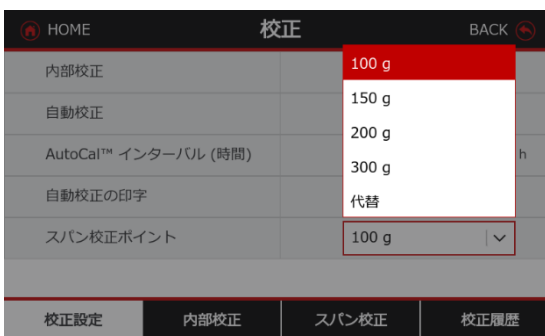 HOME 校正 BACK
内部校正
自動校正
AutoCal™ インターバル (時間) h
自動校正の印字
スパン校正ポイント 100 g
100 g
150 g
200 g
300 g
代替
校正設定 内部校正 スパン校正 校正履歴